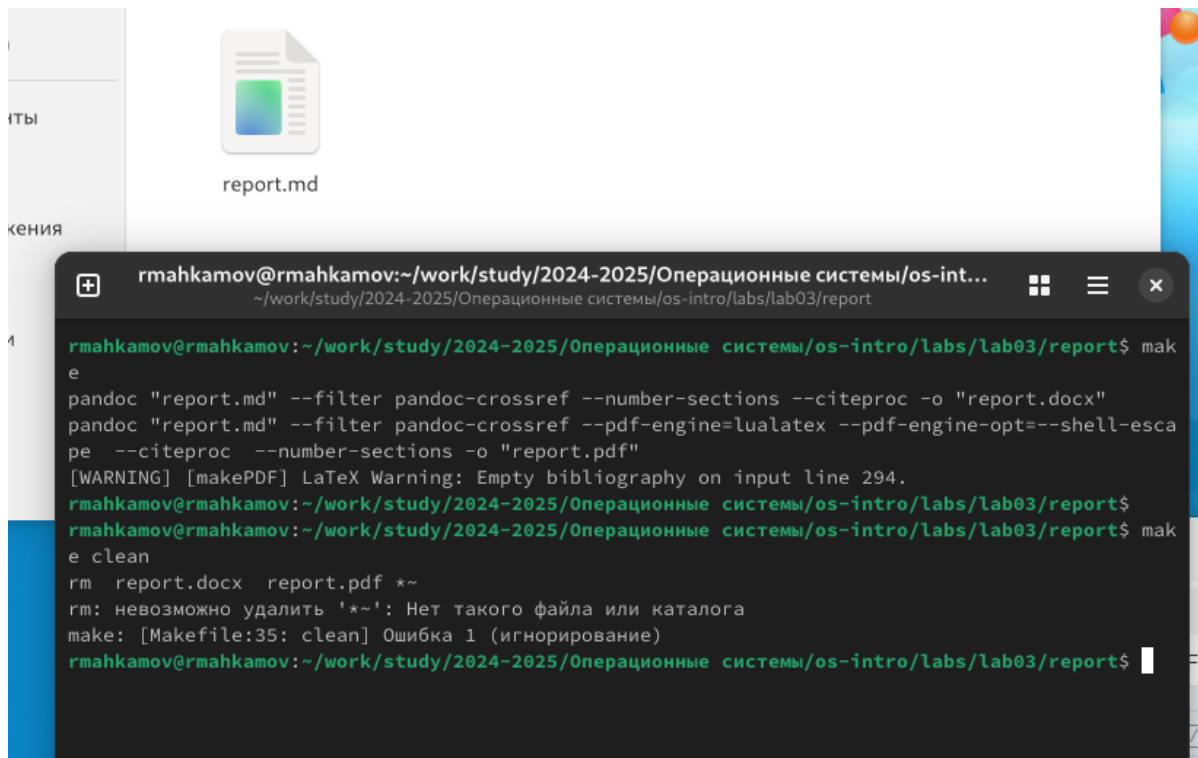 нты
report.md
жения
и
rmahkamov@rmahkamov:~/work/study/2024-2025/Операционные системы/os-int...
~/work/study/2024-2025/Операционные системы/os-intro/labs/lab03/report
rmahkamov@rmahkamov:~/work/study/2024-2025/Операционные системы/os-intro/labs/lab03/report$ mak
e
pandoc "report.md" --filter pandoc-crossref --number-sections --citeproc -o "report.docx"
pandoc "report.md" --filter pandoc-crossref --pdf-engine=lualatex --pdf-engine-opt=--shell-esca
pe  --citeproc  --number-sections -o "report.pdf"
[WARNING] [makePDF] LaTeX Warning: Empty bibliography on input line 294.
rmahkamov@rmahkamov:~/work/study/2024-2025/Операционные системы/os-intro/labs/lab03/report$
rmahkamov@rmahkamov:~/work/study/2024-2025/Операционные системы/os-intro/labs/lab03/report$ mak
e clean
rm  report.docx  report.pdf *~
rm: невозможно удалить '*~': Нет такого файла или каталога
make: [Makefile:35: clean] Ошибка 1 (игнорирование)
rmahkamov@rmahkamov:~/work/study/2024-2025/Операционные системы/os-intro/labs/lab03/report$